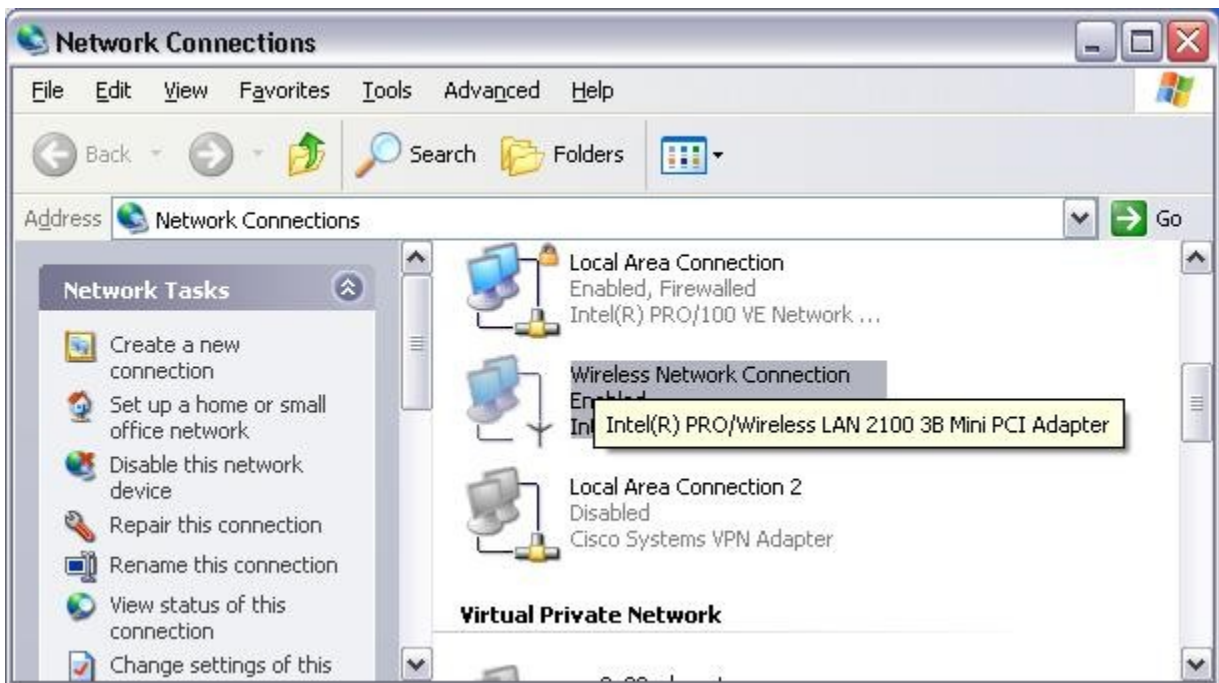 Network Connections
File Edit View Favorites Tools Advanced Help
Back Search Folders
Address Network Connections Go
Network Tasks
Create a new
connection
Set up a home or small
office network
Disable this network
device
Repair this connection
Rename this connection
View status of this
connection
Change settings of this
Local Area Connection
Enabled, Firewalled
Intel(R) PRO/100 VE Network ...
Wireless Network Connection
Intel(R) PRO/Wireless LAN 2100 3B Mini PCI Adapter
Local Area Connection 2
Disabled
Cisco Systems VPN Adapter
Virtual Private Network